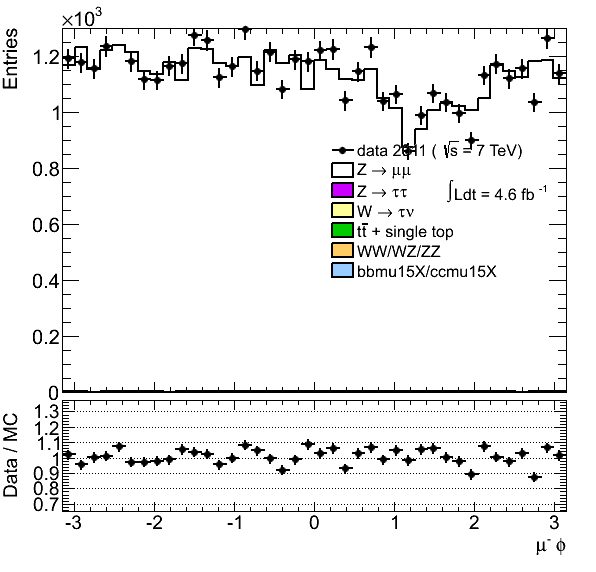 ×10³
Entries
1.2
1
0.8
0.6
0.4
0.2
0
data 2011 ( √s = 7 TeV)
Z → μμ
Z → ττ
∫Ldt = 4.6 fb⁻¹
W → τν
tt̄ + single top
WW/WZ/ZZ
bbmu15X/ccmu15X
Data / MC
1.3
1.2
1.1
1
0.9
0.8
0.7
-3 -2 -1 0 1 2 3
μ⁻ ϕ